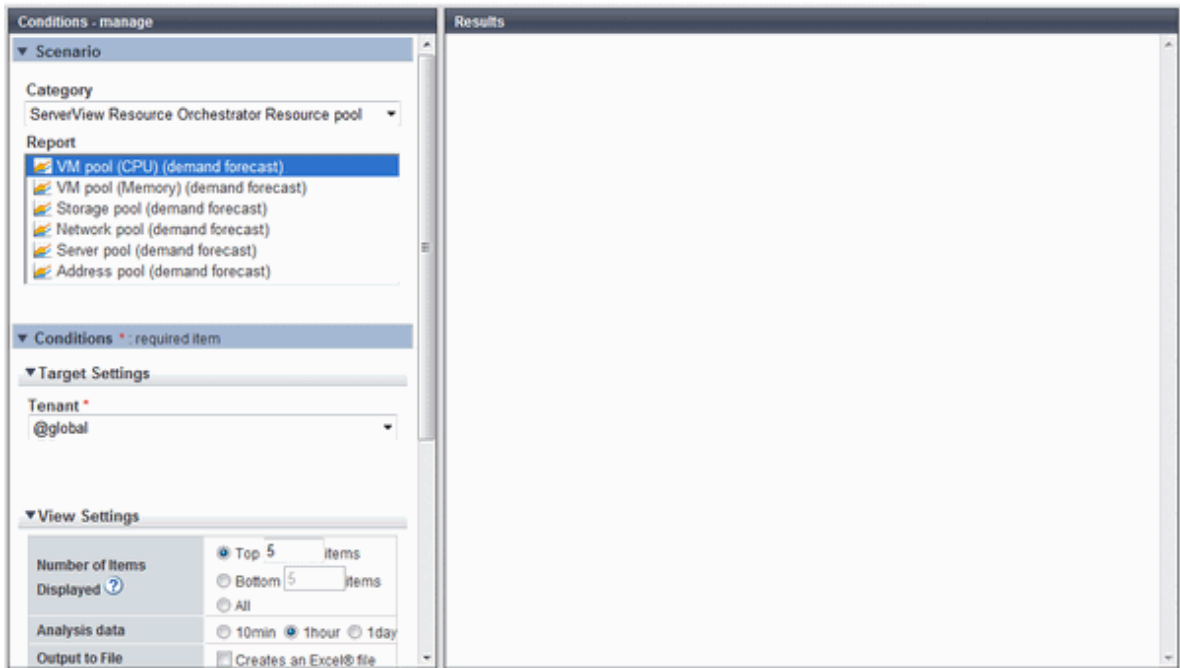 Conditions - manage
Results
Scenario
Category
ServerView Resource Orchestrator Resource pool
Report
VM pool (CPU) (demand forecast)
VM pool (Memory) (demand forecast)
Storage pool (demand forecast)
Network pool (demand forecast)
Server pool (demand forecast)
Address pool (demand forecast)
Conditions * : required item
Target Settings
Tenant *
@global
View Settings
Number of Items Displayed ?
Top 5 items
Bottom 5 items
All
Analysis data
10min 1hour 1day
Output to File
Creates an Excel® file